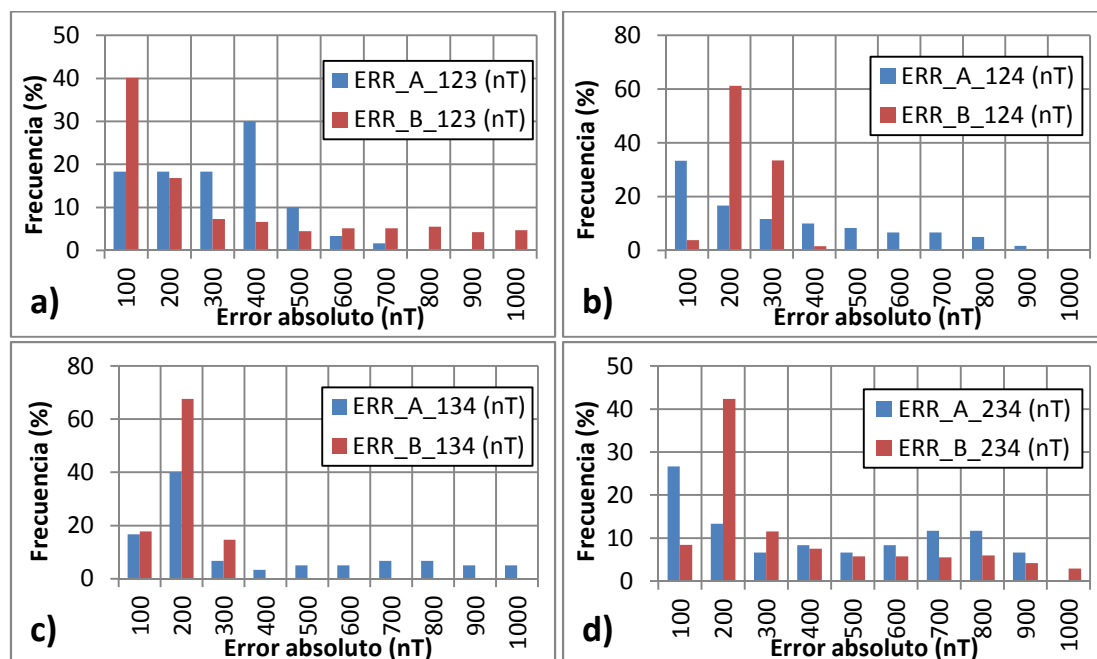 50
40
30
20
10
0
Frecuencia (%)
ERR_A_123 (nT)
ERR_B_123 (nT)
100 200 300 400 500 600 700 800 900 1000
Error absoluto (nT)
a)
80
60
40
20
0
Frecuencia (%)
ERR_A_124 (nT)
ERR_B_124 (nT)
100 200 300 400 500 600 700 800 900 1000
Error absoluto (nT)
b)
80
60
40
20
0
Frecuencia (%)
ERR_A_134 (nT)
ERR_B_134 (nT)
100 200 300 400 500 600 700 800 900 1000
Error absoluto (nT)
c)
50
40
30
20
10
0
Frecuencia (%)
ERR_A_234 (nT)
ERR_B_234 (nT)
100 200 300 400 500 600 700 800 900 1000
Error absoluto (nT)
d)